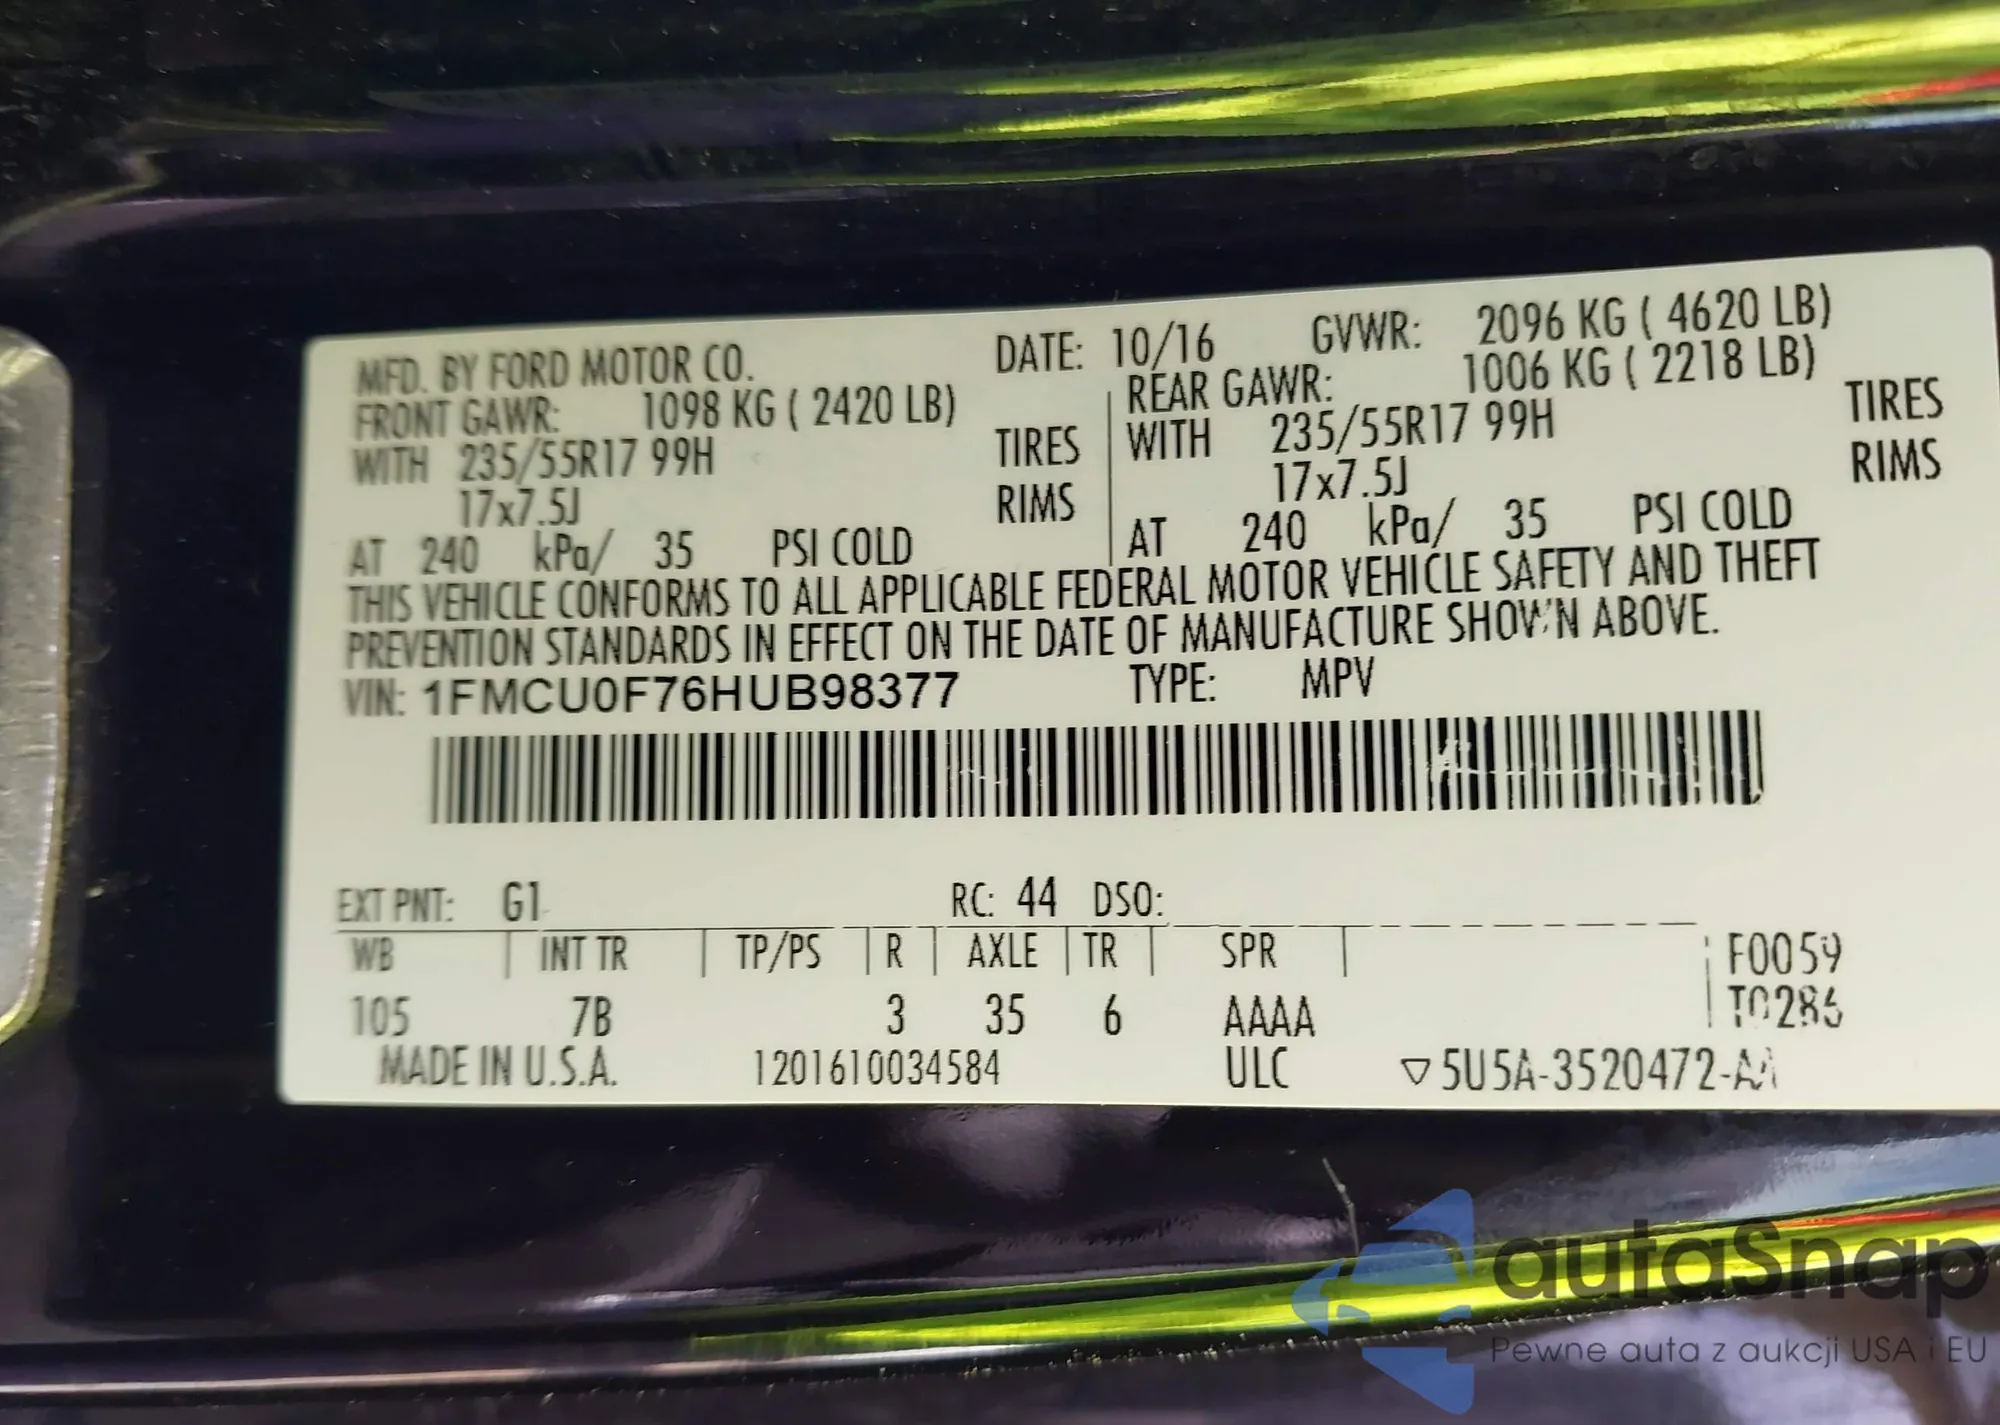 MFD. BY FORD MOTOR CO. DATE: 10/16 GVWR: 2096 KG ( 4620 LB)
FRONT GAWR: 1098 KG ( 2420 LB) REAR GAWR: 1006 KG ( 2218 LB)
WITH 235/55R17 99H TIRES WITH 235/55R17 99H TIRES
17x7.5J RIMS 17x7.5J RIMS
AT 240 kPa/ 35 PSI COLD AT 240 kPa/ 35 PSI COLD
THIS VEHICLE CONFORMS TO ALL APPLICABLE FEDERAL MOTOR VEHICLE SAFETY AND THEFT
PREVENTION STANDARDS IN EFFECT ON THE DATE OF MANUFACTURE SHOWN ABOVE.
VIN: 1FMCU0F76HUB98377 TYPE: MPV
EXT PNT: G1 RC: 44 DSO:
WB INT TR TP/PS R AXLE TR SPR F0059
105 7B 3 35 6 AAAA T0286
MADE IN U.S.A. 1201610034584 ULC ▽5U5A-3520472-AA
autaSnap
Pewne auta z aukcji USA i EU